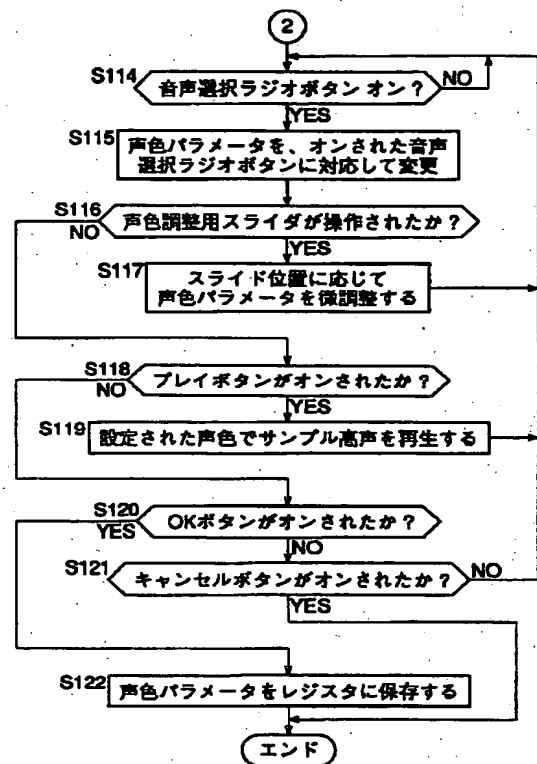 2
S114
音声選択ラジオボタン オン？
NO
YES
S115
声色パラメータを、オンされた音声
選択ラジオボタンに対応して変更
S116
声色調整用スライダが操作されたか？
NO
YES
S117
スライド位置に応じて
声色パラメータを微調整する
S118
プレイボタンがオンされたか？
NO
YES
S119
設定された声色でサンプル高声を再生する
S120
OKボタンがオンされたか？
YES
NO
S121
キャンセルボタンがオンされたか？
NO
YES
S122
声色パラメータをレジスタに保存する
エンド